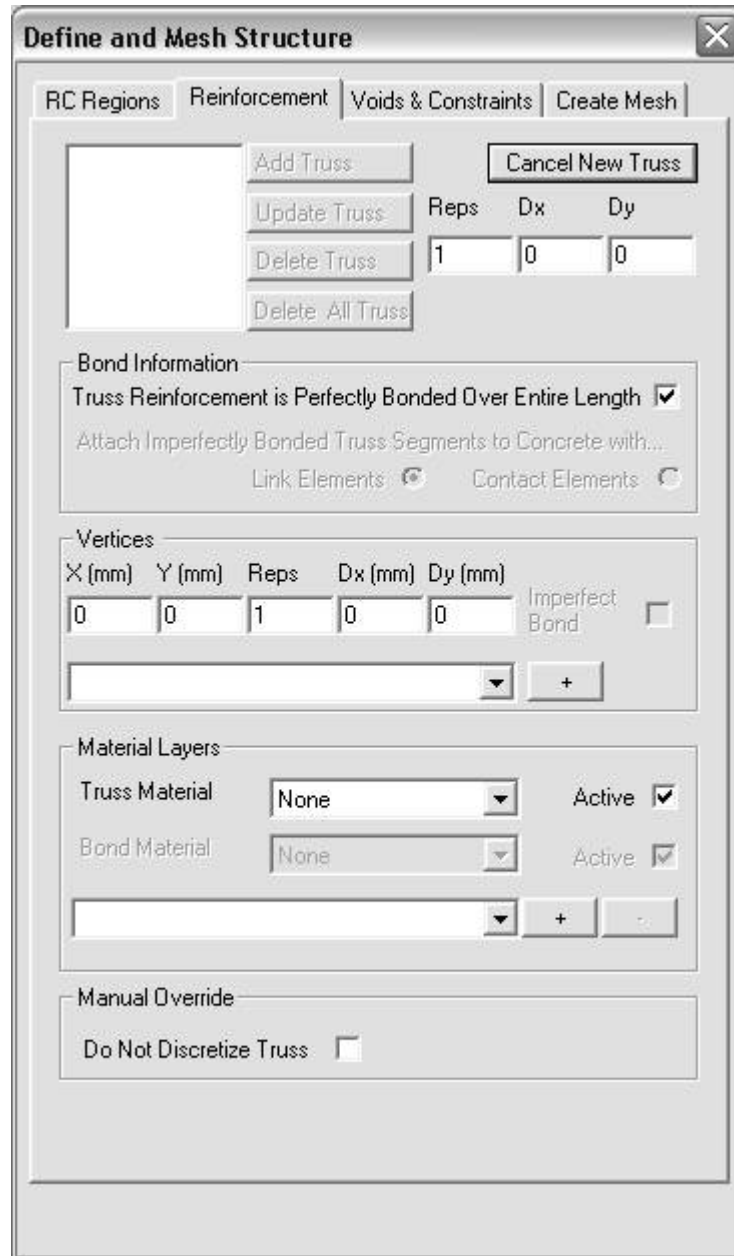 Define and Mesh Structure
RC Regions Reinforcement Voids & Constraints Create Mesh
Add Truss Cancel New Truss
Update Truss Reps Dx Dy
Delete Truss 1 0 0
Delete All Truss
Bond Information
Truss Reinforcement is Perfectly Bonded Over Entire Length
Attach Imperfectly Bonded Truss Segments to Concrete with...
Link Elements Contact Elements
Vertices
X (mm) Y (mm) Reps Dx (mm) Dy (mm)
0 0 1 0 0 Imperfect
Bond
+
Material Layers
Truss Material None Active
Bond Material None Active
+ -
Manual Override
Do Not Discretize Truss